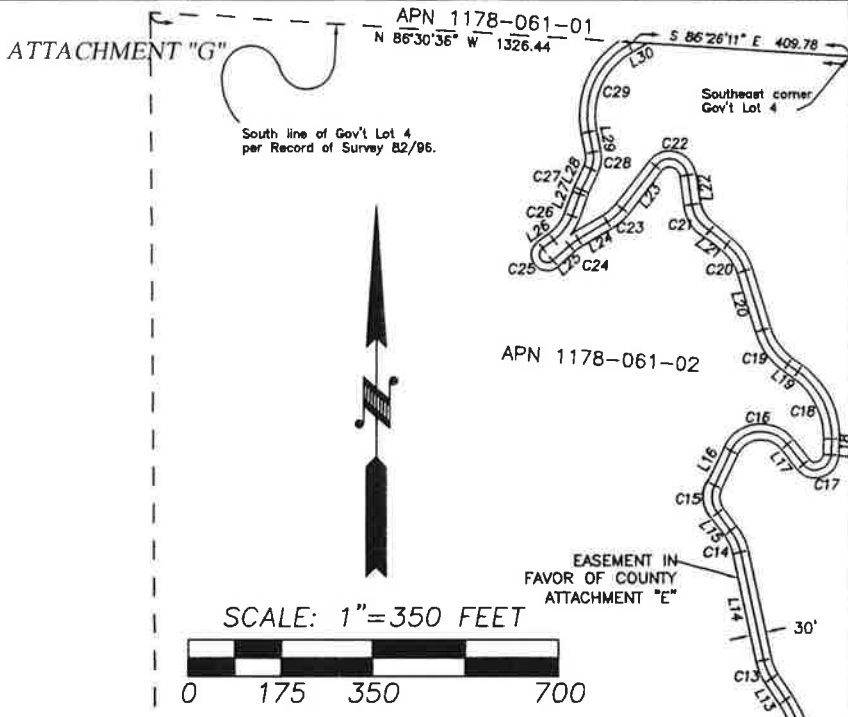 APN 1178-061-01
N 86°30'36" W 1326.44
ATTACHMENT "G"
S 86°26'11" E 409.78
L30
Southeast corner
Gov't Lot 4
C29
South line of Gov't Lot 4
per Record of Survey 82/96.
L29
C22
C28
L28
C27
L22
L27
L23
C26
C21
C23
L26
L24
L21
C25
L25
C24
C20
L20
APN 1178-061-02
C19
L19
C18
C16
L18
L16
L17
C17
C15
L15
C14
EASEMENT IN
FAVOR OF COUNTY
ATTACHMENT "E"
L14
30'
SCALE: 1"=350 FEET
C13
L13
0 175 350 700
N